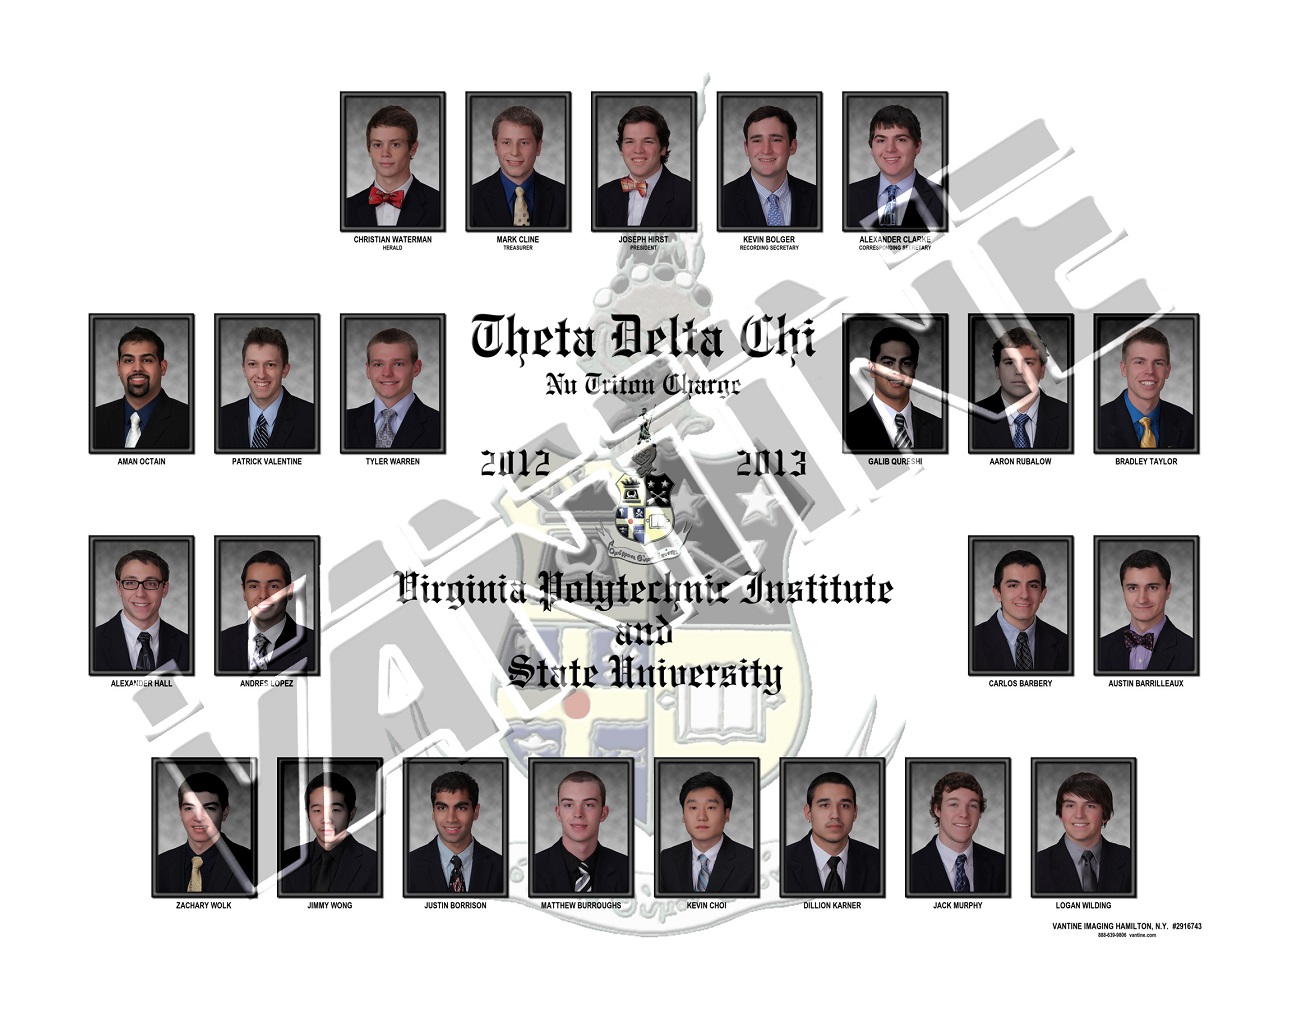 CHRISTIAN WATERMAN
HERALD
MARK CLINE
TREASURER
JOSEPH HIRST
PRESIDENT
KEVIN BOLGER
RECORDING SECRETARY
ALEXANDER CLARKE
CORRESPONDING SECRETARY
Theta Delta Chi
Nu Triton Charge
AMAN OCTAIN
PATRICK VALENTINE
TYLER WARREN
GALIB QURESHI
AARON RUBALOW
BRADLEY TAYLOR
2012 2013
VANTINE
Virginia Polytechnic Institute
and
State University
ALEXANDER HALL
ANDRES LOPEZ
CARLOS BARBERY
AUSTIN BARRILLEAUX
ZACHARY WOLK
JIMMY WONG
JUSTIN BORRISON
MATTHEW BURROUGHS
KEVIN CHOI
DILLION KARNER
JACK MURPHY
LOGAN WILDING
VANTINE IMAGING HAMILTON, N.Y. #2916743
888-639-9806 vantine.com